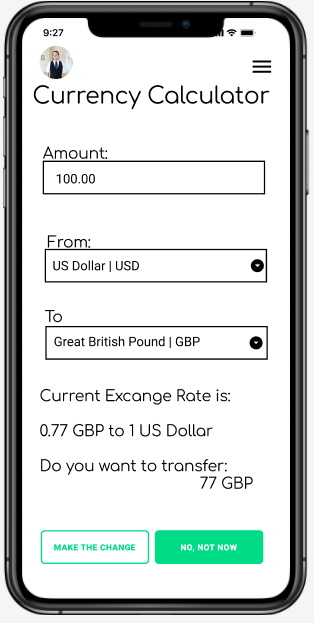 9:27
Currency Calculator
Amount:
100.00
From:
US Dollar | USD
To
Great British Pound | GBP
Current Excange Rate is:
0.77 GBP to 1 US Dollar
Do you want to transfer:
77 GBP
MAKE THE CHANGE
NO, NOT NOW